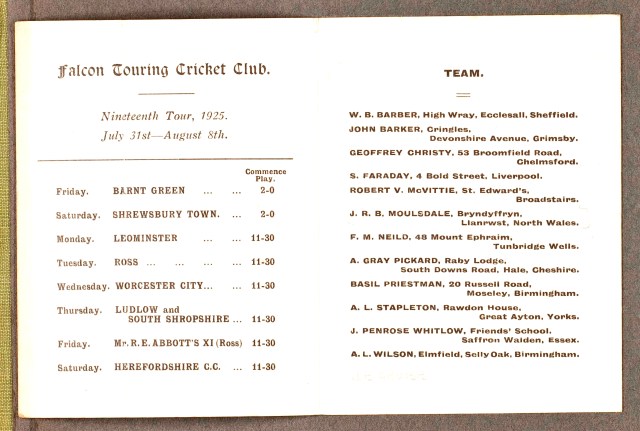 Falcon Touring Cricket Club.
Nineteenth Tour, 1925.
July 31st—August 8th.
Commence
Play.
Friday. BARNT GREEN ... ... 2-0
Saturday. SHREWSBURY TOWN. ... 2-0
Monday. LEOMINSTER ... ... 11-30
Tuesday. ROSS ... ... ... ... 11-30
Wednesday. WORCESTER CITY... ... 11-30
Thursday. LUDLOW and
SOUTH SHROPSHIRE ... 11-30
Friday. Mr. R. E. ABBOTT'S XI (Ross) 11-30
Saturday. HEREFORDSHIRE C.C. ... 11-30
TEAM.
W. B. BARBER, High Wray, Ecclesall, Sheffield.
JOHN BARKER, Cringles,
Devonshire Avenue, Grimsby.
GEOFFREY CHRISTY, 53 Broomfield Road,
Chelmsford.
S. FARADAY, 4 Bold Street, Liverpool.
ROBERT V. McVITTIE, St. Edward's,
Broadstairs.
J. R. B. MOULSDALE, Bryndyffryn,
Llanrwst, North Wales.
F. M. NEILD, 48 Mount Ephraim,
Tunbridge Wells.
A. GRAY PICKARD, Raby Lodge,
South Downs Road, Hale, Cheshire.
BASIL PRIESTMAN, 20 Russell Road,
Moseley, Birmingham.
A. L. STAPLETON, Rawdon House,
Great Ayton, Yorks.
J. PENROSE WHITLOW, Friends' School.
Saffron Walden, Essex.
A. L. WILSON, Elmfield, Selly Oak, Birmingham.